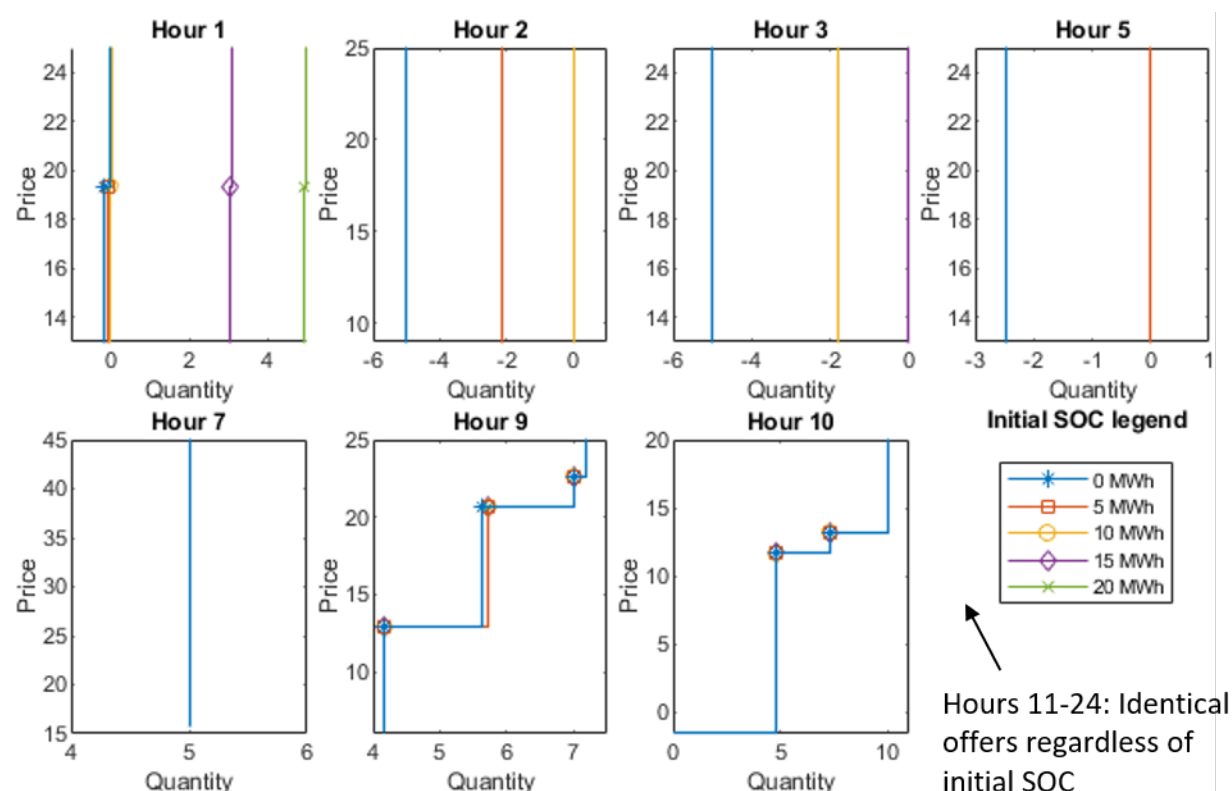 Hour 1
Hour 2
Hour 3
Hour 5
24
22
20
18
16
14
Price
0
2
4
Quantity
25
20
15
10
Price
-6
-4
-2
0
Quantity
24
22
20
18
16
14
Price
-6
-4
-2
0
Quantity
24
22
20
18
16
14
Price
-3
-2
-1
0
1
Quantity
Hour 7
Hour 9
Hour 10
Initial SOC legend
45
40
35
30
25
20
15
Price
4
5
6
Quantity
25
20
15
10
Price
4
5
6
7
Quantity
20
15
10
5
0
Price
0
5
10
Quantity
0 MWh
5 MWh
10 MWh
15 MWh
20 MWh
Hours 11-24: Identical
offers regardless of
initial SOC